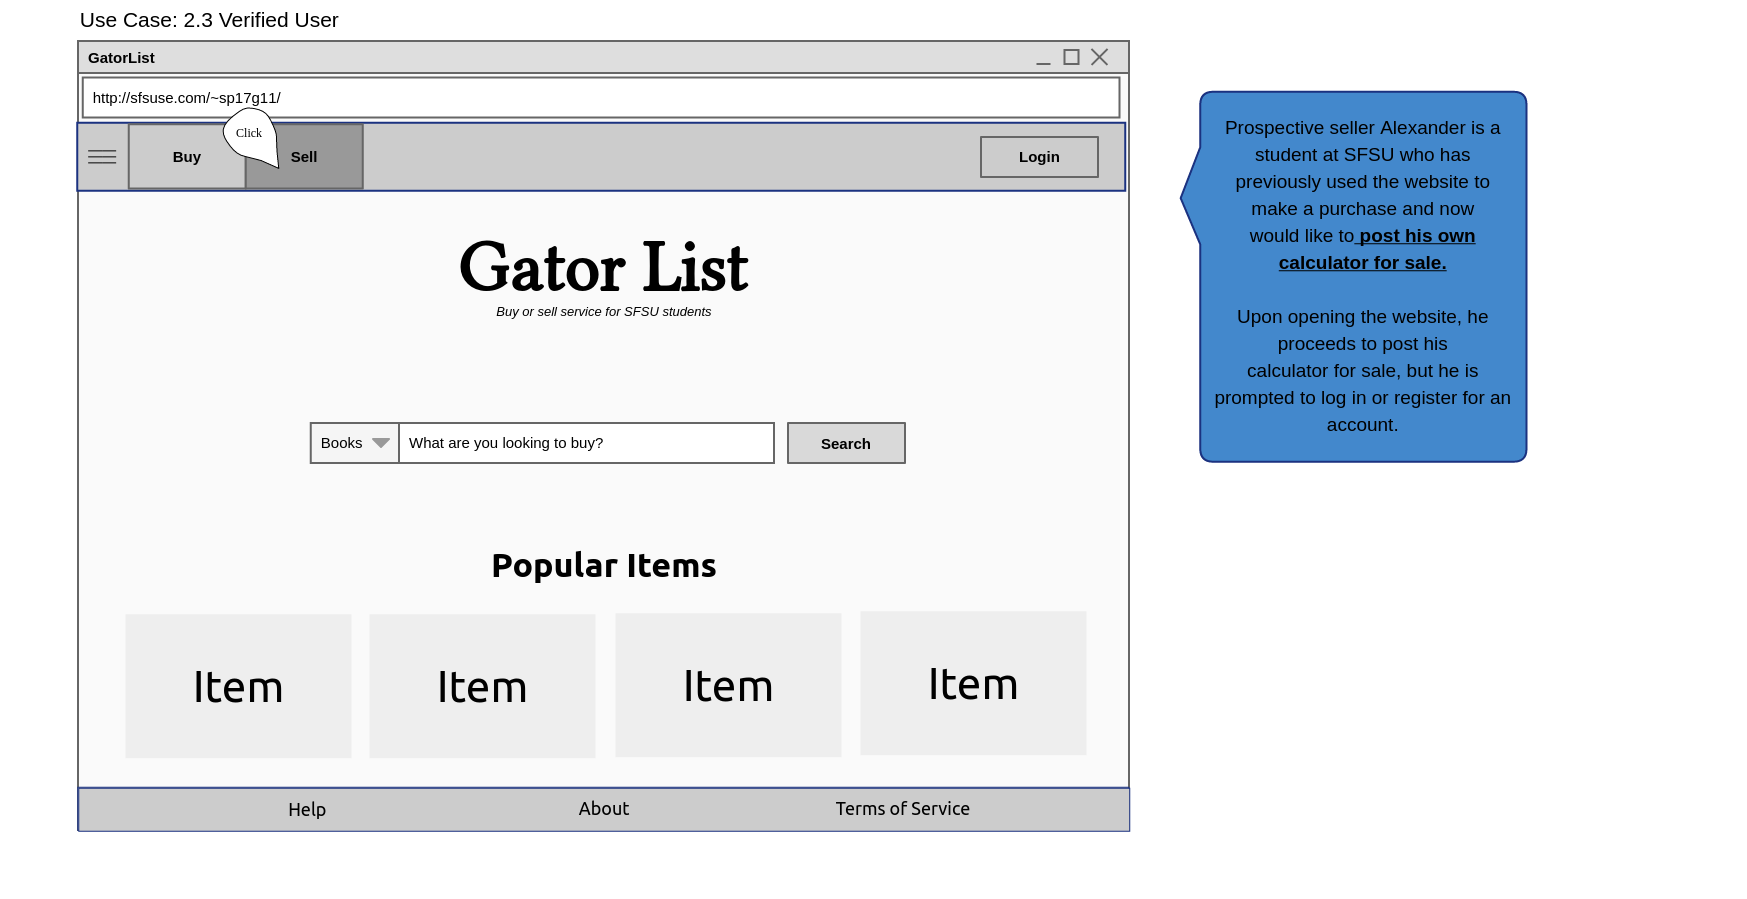 Use Case: 2.3 Verified User
GatorList
http://sfsuse.com/~sp17g11/
Click
Buy
Sell
Login
Gator List
Buy or sell service for SFSU students
Books
What are you looking to buy?
Search
Popular Items
Item
Item
Item
Item
Help
About
Terms of Service
Prospective seller Alexander is a
student at SFSU who has
previously used the website to
make a purchase and now
would like to post his own
calculator for sale.
Upon opening the website, he
proceeds to post his
calculator for sale, but he is
prompted to log in or register for an
account.